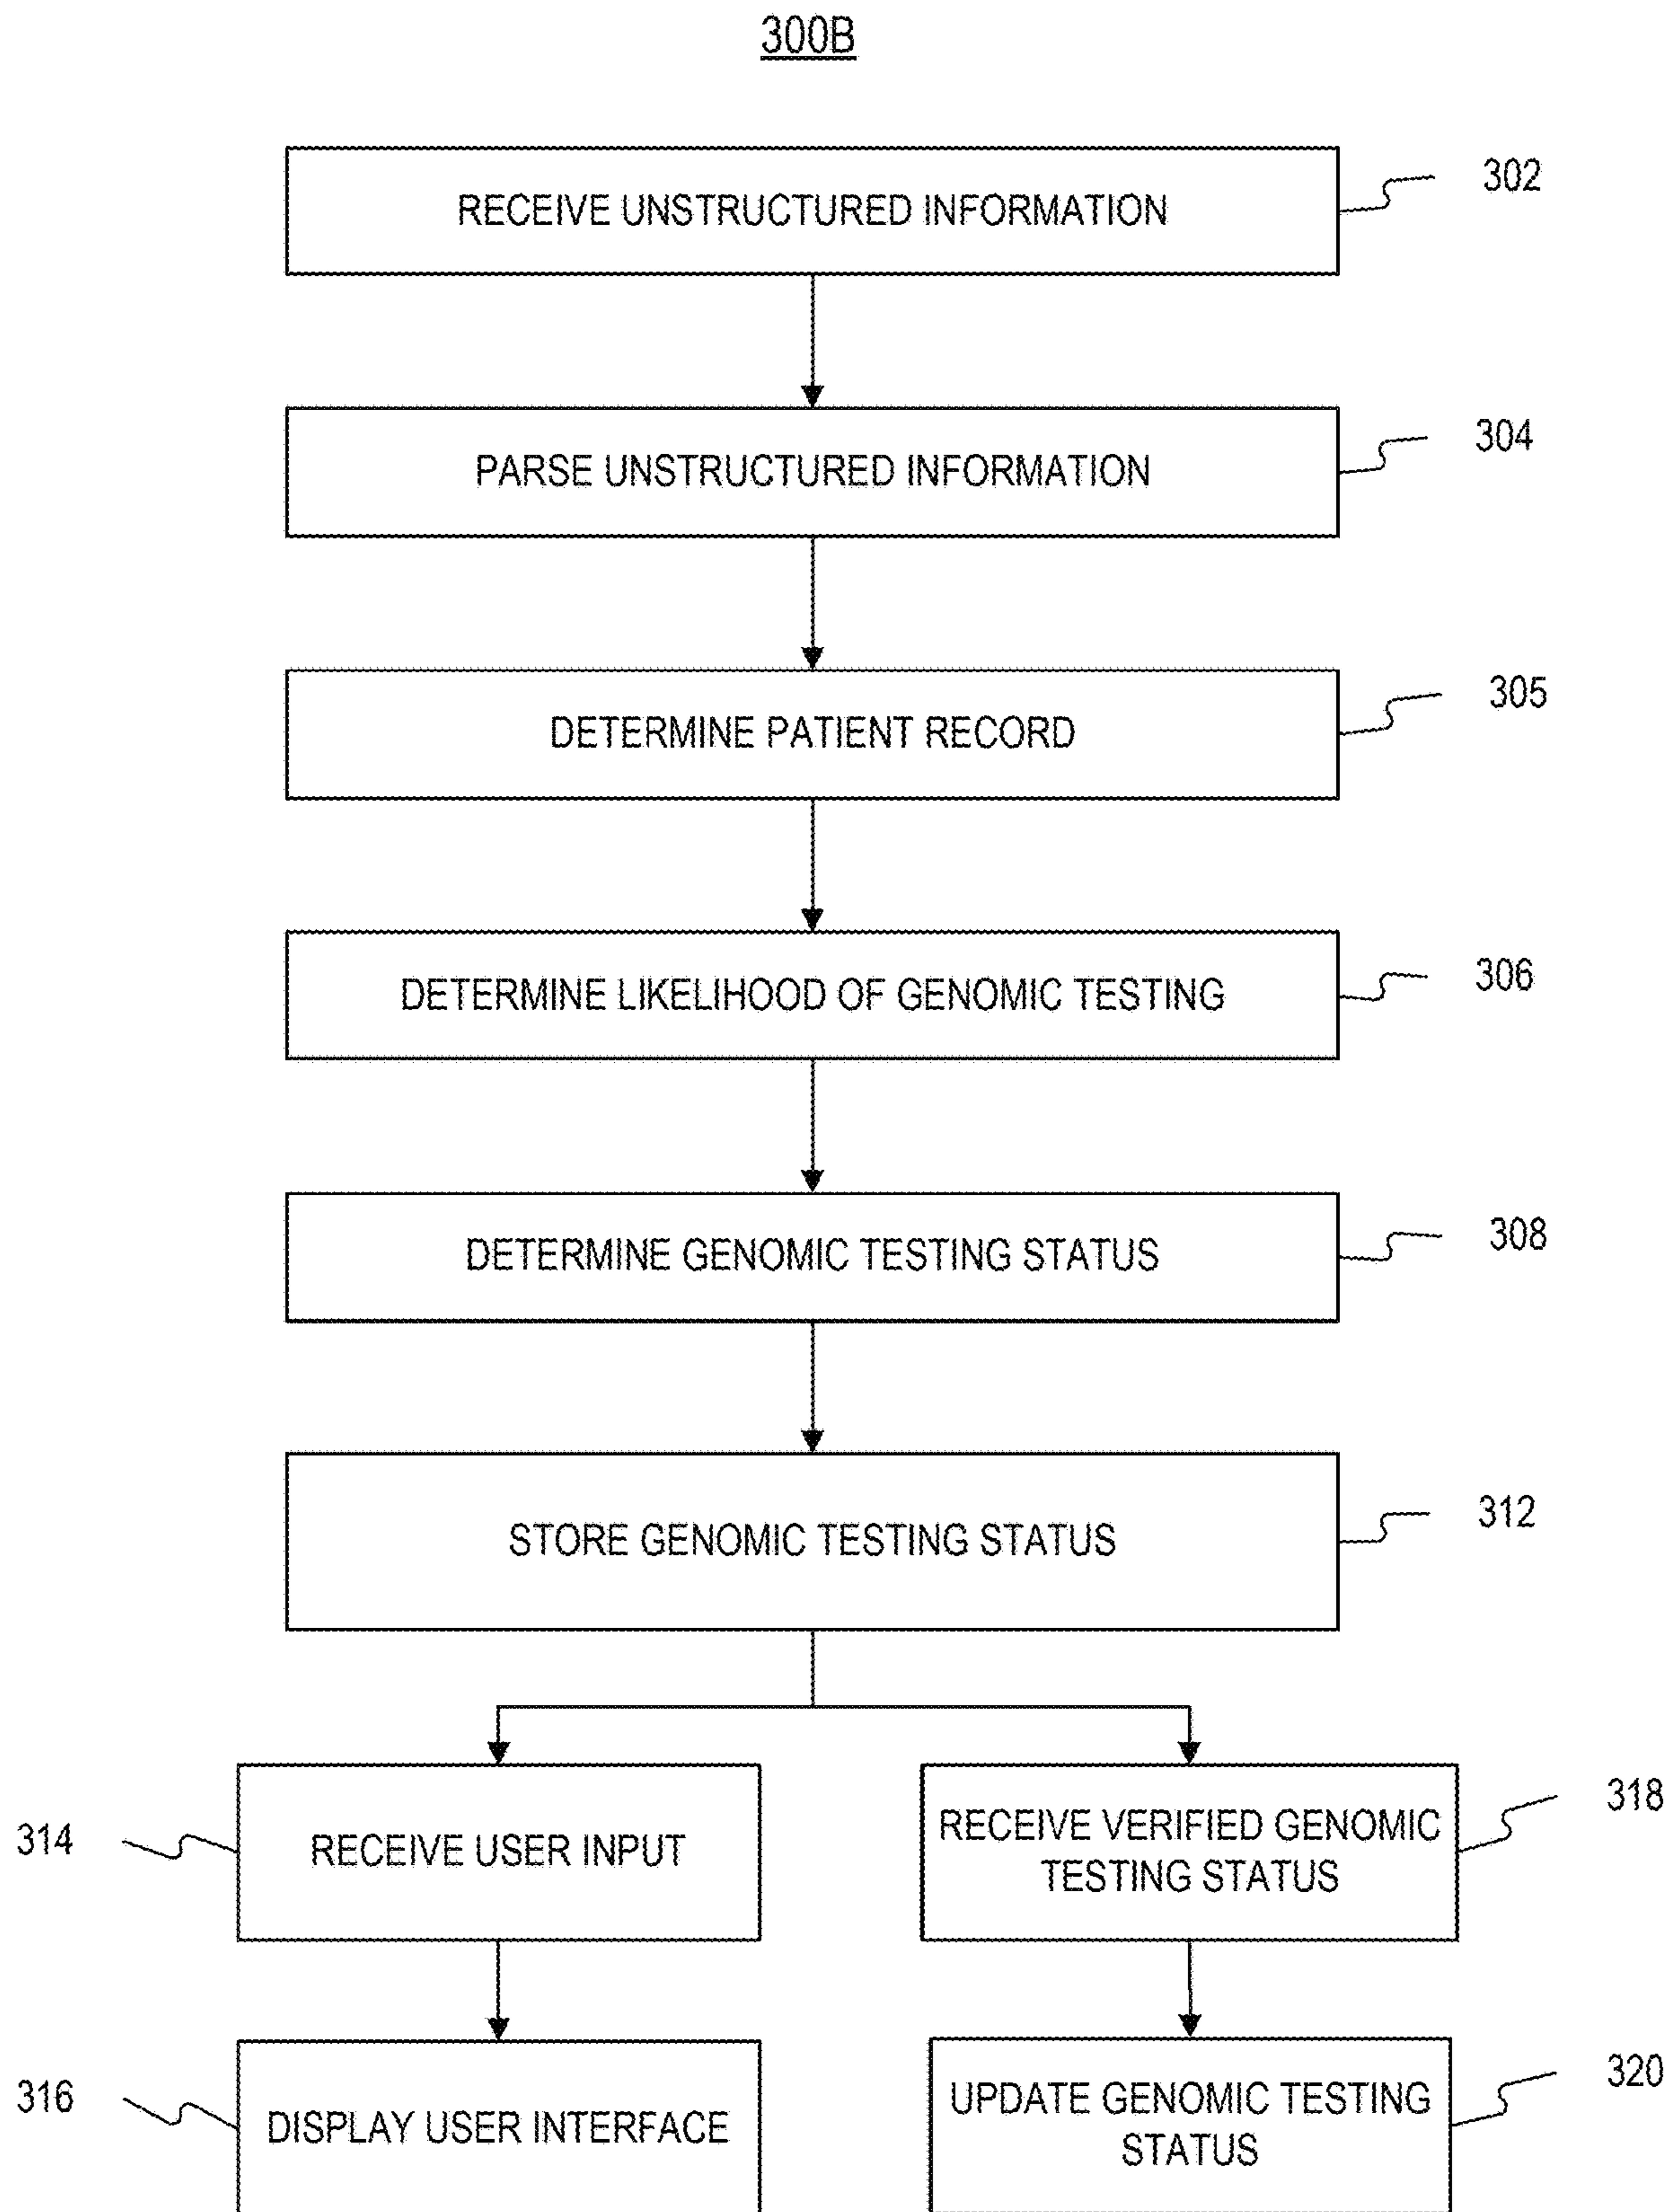 300B
RECEIVE UNSTRUCTURED INFORMATION
302
PARSE UNSTRUCTURED INFORMATION
304
DETERMINE PATIENT RECORD
305
DETERMINE LIKELIHOOD OF GENOMIC TESTING
306
DETERMINE GENOMIC TESTING STATUS
308
STORE GENOMIC TESTING STATUS
312
314
RECEIVE USER INPUT
RECEIVE VERIFIED GENOMIC
TESTING STATUS
318
316
DISPLAY USER INTERFACE
UPDATE GENOMIC TESTING
STATUS
320